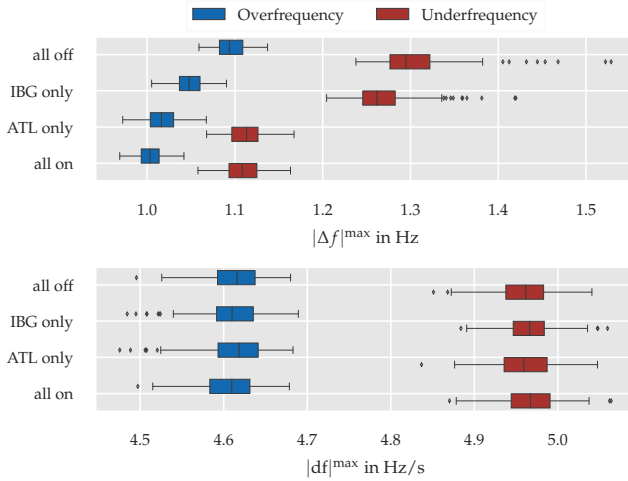 Overfrequency Underfrequency
all off
IBG only
ATL only
all on
1.0 1.1 1.2 1.3 1.4 1.5
|Δf|^max in Hz
all off
IBG only
ATL only
all on
4.5 4.6 4.7 4.8 4.9 5.0
|df|^max in Hz/s